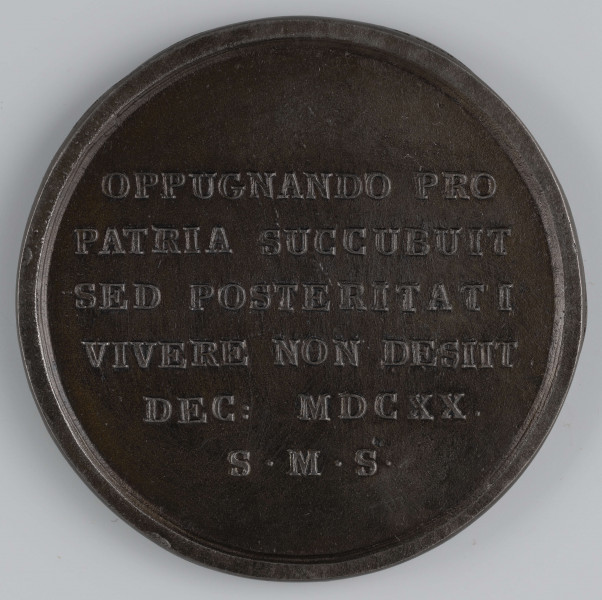 OPPUGNANDO PRO
PATRIA SUCCUBUIT
SED POSTERITATI
VIVERE NON DESIIT
DEC: MDCXX.
S · M · S ·